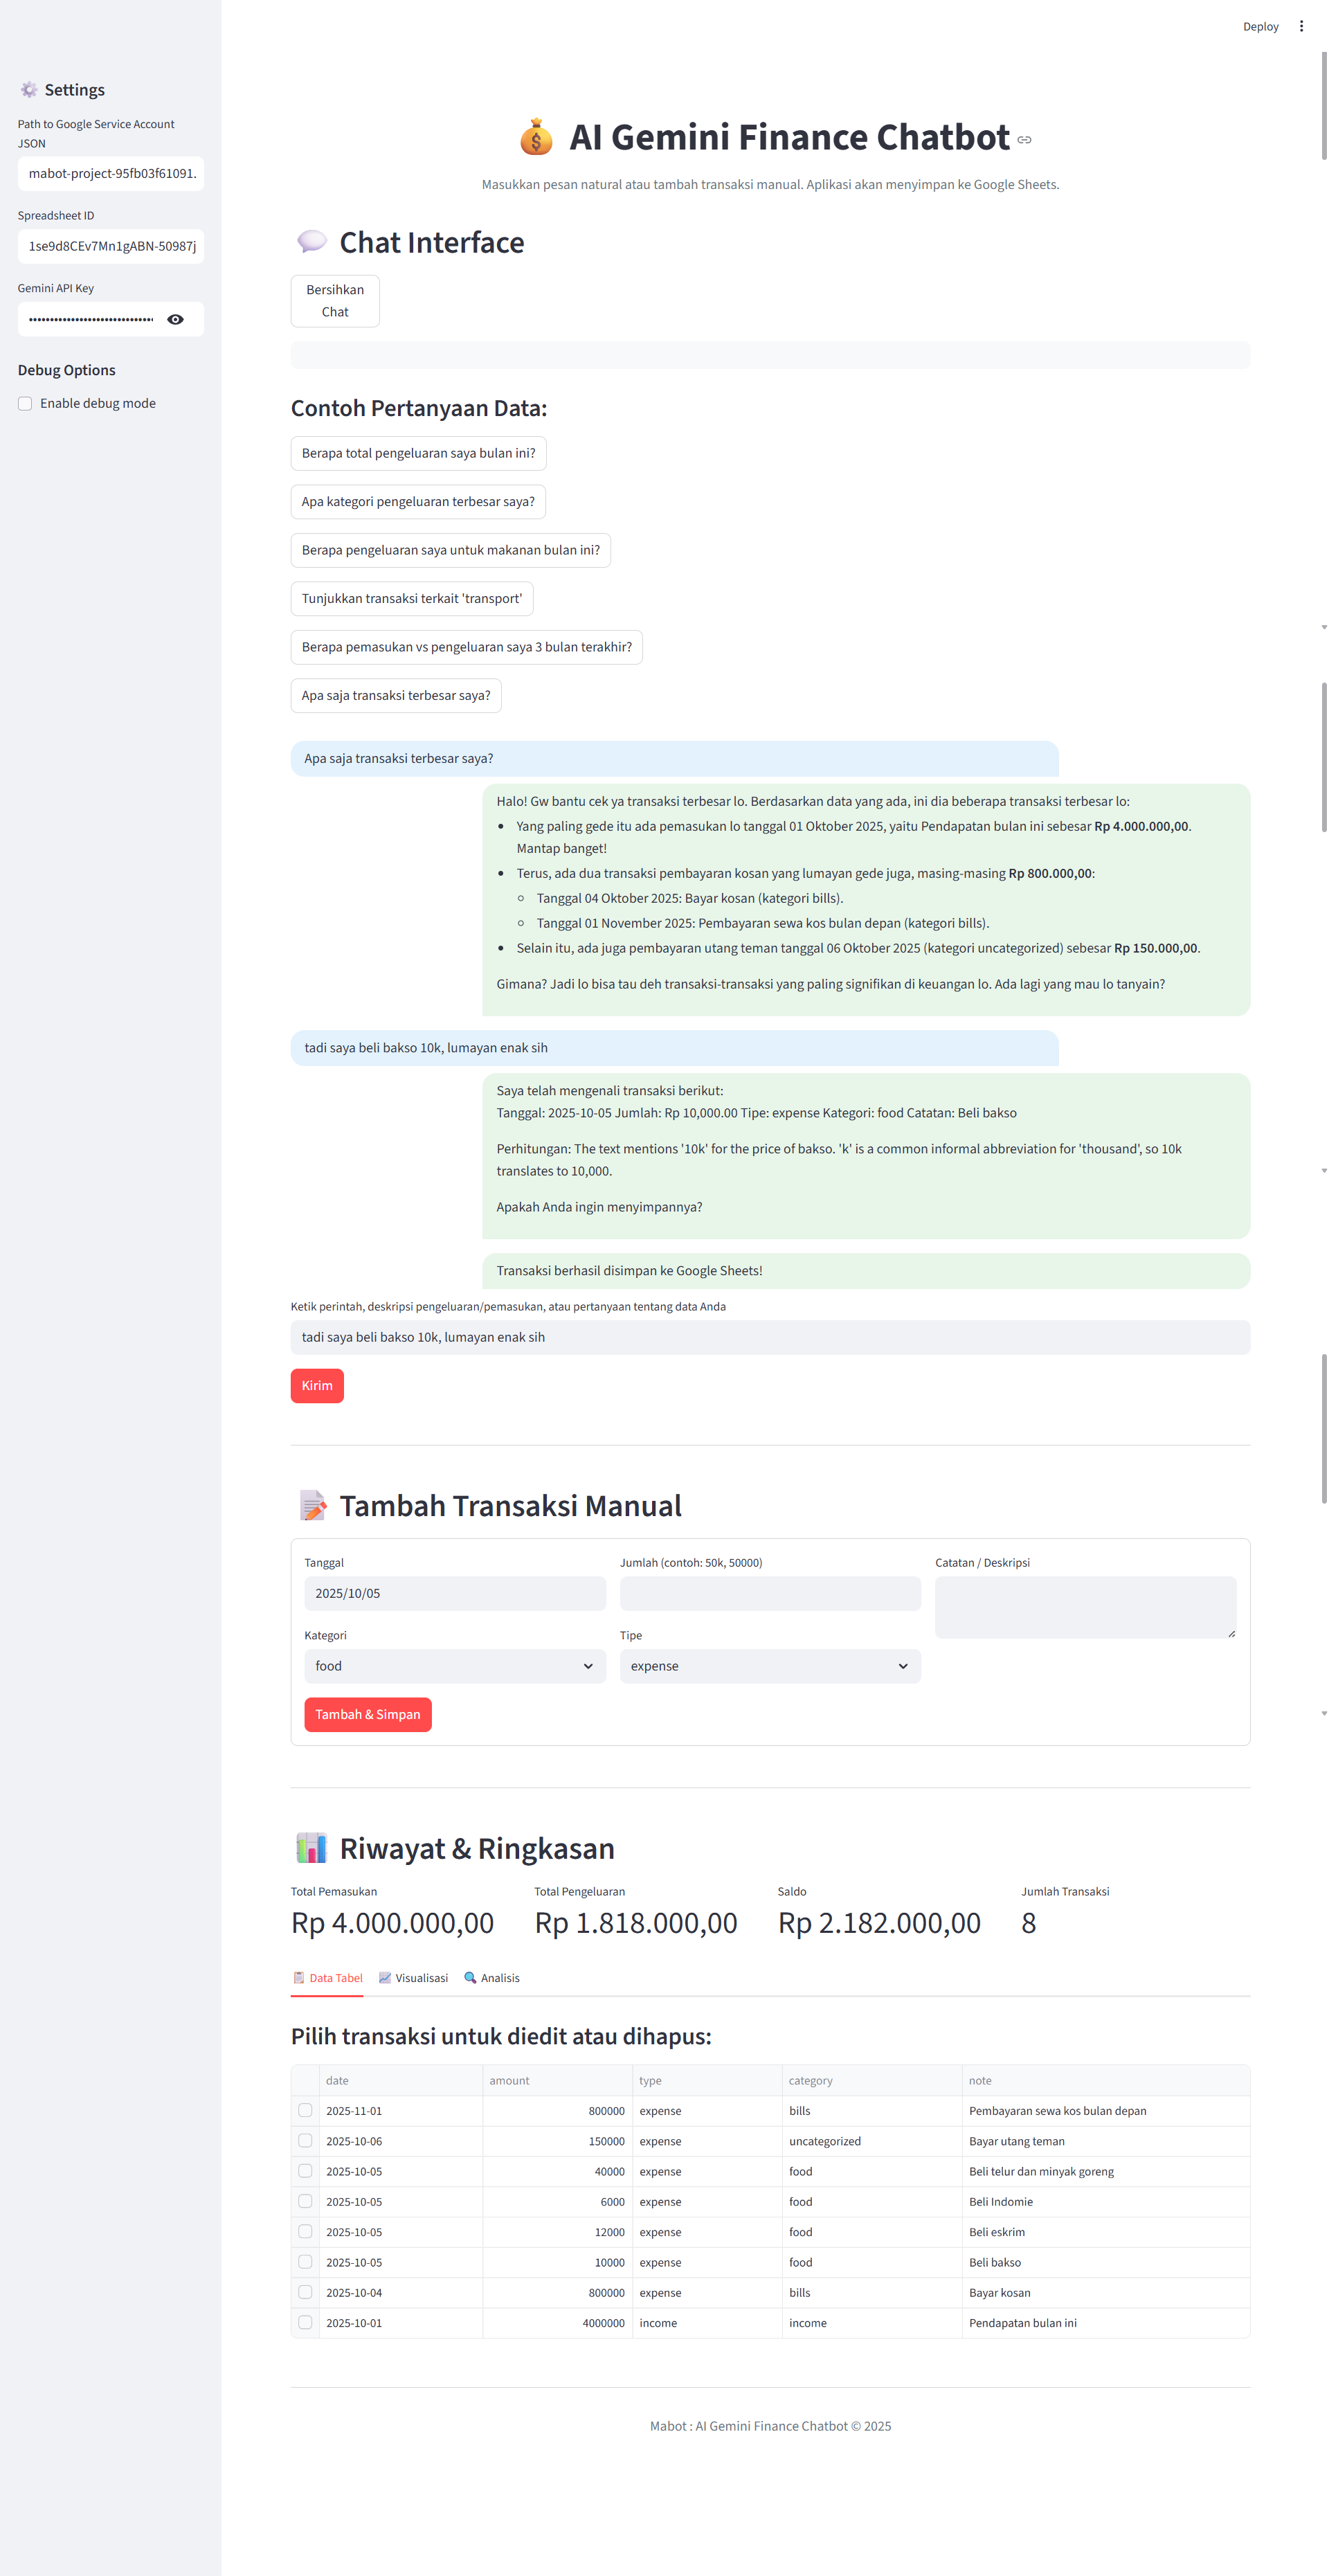 Deploy
Settings
Path to Google Service Account
JSON
mabot-project-95fb03f61091.
Spreadsheet ID
1se9d8CEv7Mn1gABN-50987j
Gemini API Key
Debug Options
Enable debug mode
AI Gemini Finance Chatbot
Masukkan pesan natural atau tambah transaksi manual. Aplikasi akan menyimpan ke Google Sheets.
Chat Interface
Bersihkan
Chat
Contoh Pertanyaan Data:
Berapa total pengeluaran saya bulan ini?
Apa kategori pengeluaran terbesar saya?
Berapa pengeluaran saya untuk makanan bulan ini?
Tunjukkan transaksi terkait 'transport'
Berapa pemasukan vs pengeluaran saya 3 bulan terakhir?
Apa saja transaksi terbesar saya?
Apa saja transaksi terbesar saya?
Halo! Gw bantu cek ya transaksi terbesar lo. Berdasarkan data yang ada, ini dia beberapa transaksi terbesar lo:
• Yang paling gede itu ada pemasukan lo tanggal 01 Oktober 2025, yaitu Pendapatan bulan ini sebesar Rp 4.000.000,00.
Mantap banget!
• Terus, ada dua transaksi pembayaran kosan yang lumayan gede juga, masing-masing Rp 800.000,00:
○ Tanggal 04 Oktober 2025: Bayar kosan (kategori bills).
○ Tanggal 01 November 2025: Pembayaran sewa kos bulan depan (kategori bills).
• Selain itu, ada juga pembayaran utang teman tanggal 06 Oktober 2025 (kategori uncategorized) sebesar Rp 150.000,00.
Gimana? Jadi lo bisa tau deh transaksi-transaksi yang paling signifikan di keuangan lo. Ada lagi yang mau lo tanyain?
tadi saya beli bakso 10k, lumayan enak sih
Saya telah mengenali transaksi berikut:
Tanggal: 2025-10-05 Jumlah: Rp 10,000.00 Tipe: expense Kategori: food Catatan: Beli bakso
Perhitungan: The text mentions '10k' for the price of bakso. 'k' is a common informal abbreviation for 'thousand', so 10k
translates to 10,000.
Apakah Anda ingin menyimpannya?
Transaksi berhasil disimpan ke Google Sheets!
Ketik perintah, deskripsi pengeluaran/pemasukan, atau pertanyaan tentang data Anda
tadi saya beli bakso 10k, lumayan enak sih
Kirim
Tambah Transaksi Manual
Tanggal Jumlah (contoh: 50k, 50000) Catatan / Deskripsi
2025/10/05
Kategori Tipe
food expense
Tambah & Simpan
Riwayat & Ringkasan
Total Pemasukan Total Pengeluaran Saldo Jumlah Transaksi
Rp 4.000.000,00 Rp 1.818.000,00 Rp 2.182.000,00 8
Data Tabel Visualisasi Analisis
Pilih transaksi untuk diedit atau dihapus:
date amount type category note
2025-11-01 800000 expense bills Pembayaran sewa kos bulan depan
2025-10-06 150000 expense uncategorized Bayar utang teman
2025-10-05 40000 expense food Beli telur dan minyak goreng
2025-10-05 6000 expense food Beli Indomie
2025-10-05 12000 expense food Beli eskrim
2025-10-05 10000 expense food Beli bakso
2025-10-04 800000 expense bills Bayar kosan
2025-10-01 4000000 income income Pendapatan bulan ini
Mabot : AI Gemini Finance Chatbot © 2025